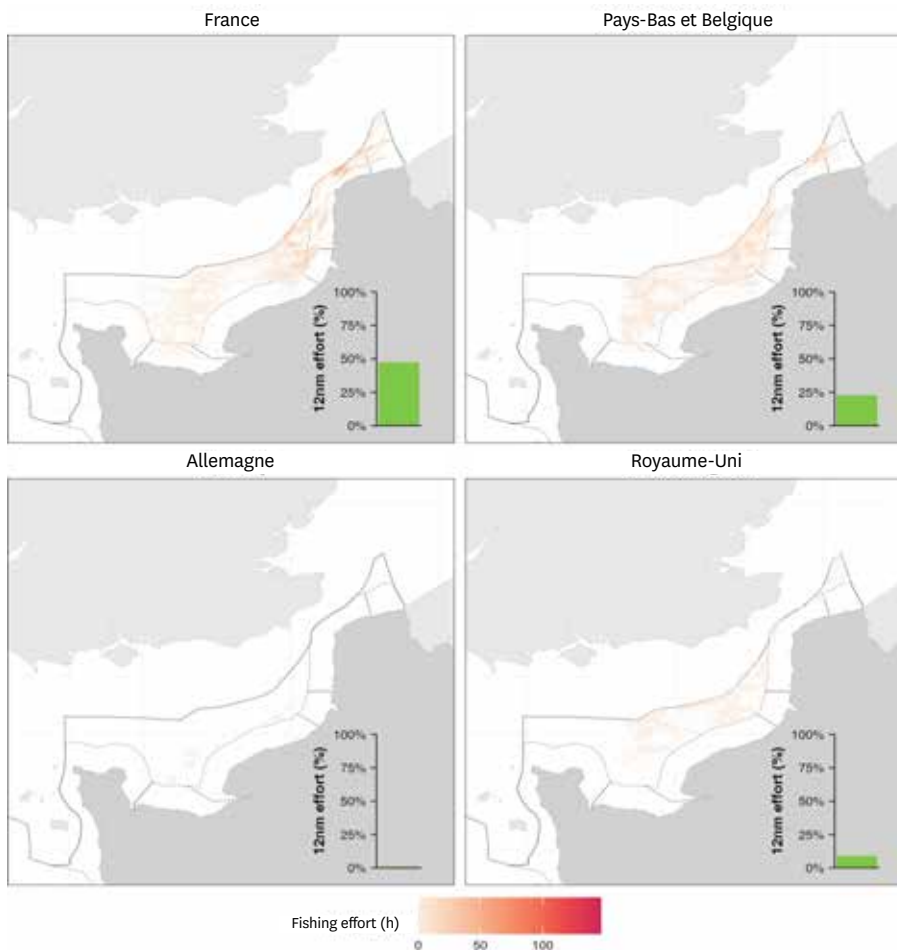 France
Pays-Bas et Belgique
100%
75%
50%
25%
0%
12nm effort (%)
100%
75%
50%
25%
0%
12nm effort (%)
Allemagne
Royaume-Uni
100%
75%
50%
25%
0%
12nm effort (%)
100%
75%
50%
25%
0%
12nm effort (%)
Fishing effort (h)
0 50 100